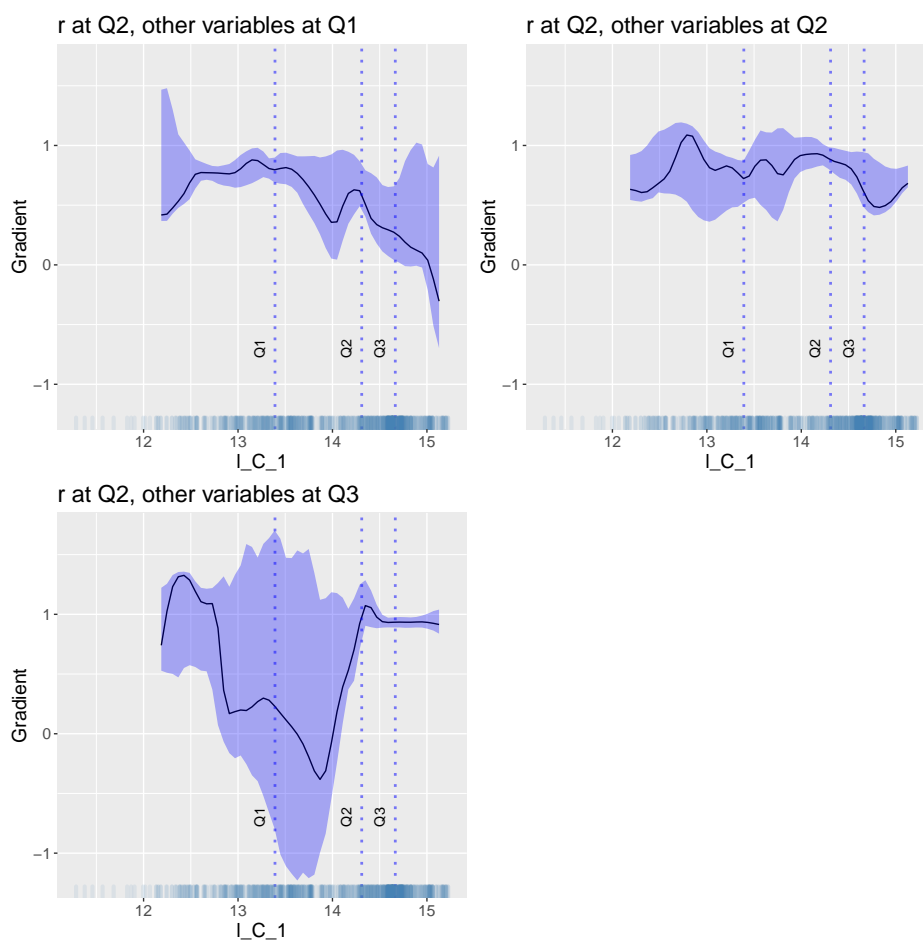 r at Q2, other variables at Q1
Gradient
1
0
−1
Q1
Q2
Q3
12
13
14
15
l_C_1
r at Q2, other variables at Q2
Gradient
1
0
−1
Q1
Q2
Q3
12
13
14
15
l_C_1
r at Q2, other variables at Q3
Gradient
1
0
−1
Q1
Q2
Q3
12
13
14
15
l_C_1